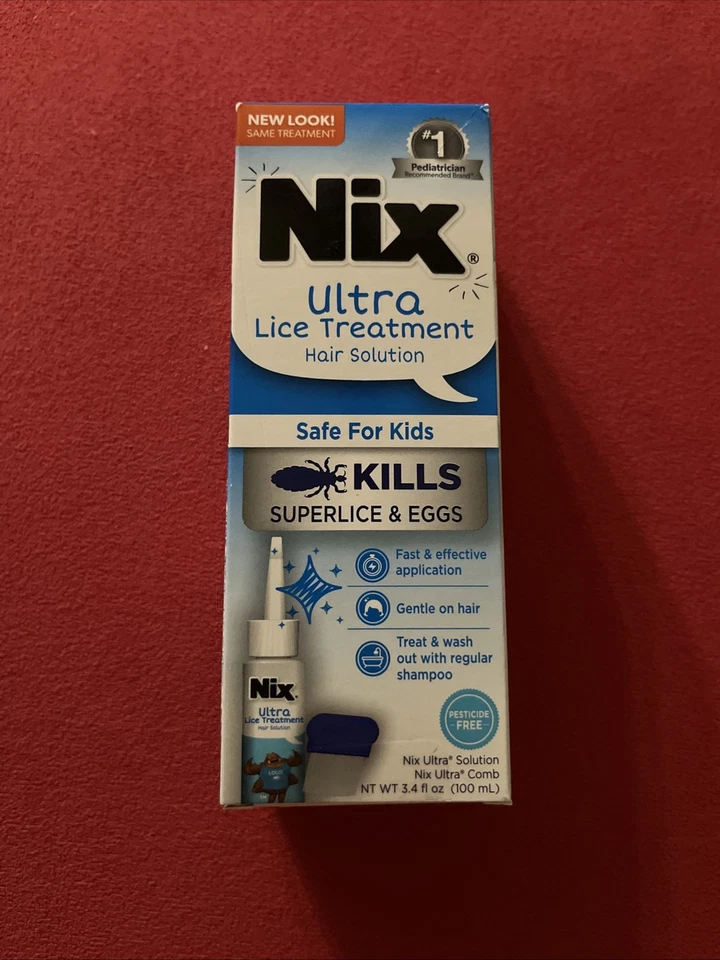 NEW LOOK!
SAME TREATMENT
#1
Pediatrician
Recommended Brand*
Nix®
Ultra
Lice Treatment
Hair Solution
Safe For Kids
KILLS
SUPERLICE & EGGS
Fast & effective
application
Gentle on hair
Treat & wash
out with regular
shampoo
Nix®
Ultra
Lice Treatment
Hair Solution
PESTICIDE
FREE
Nix Ultra® Solution
Nix Ultra® Comb
NT WT 3.4 fl oz (100 mL)